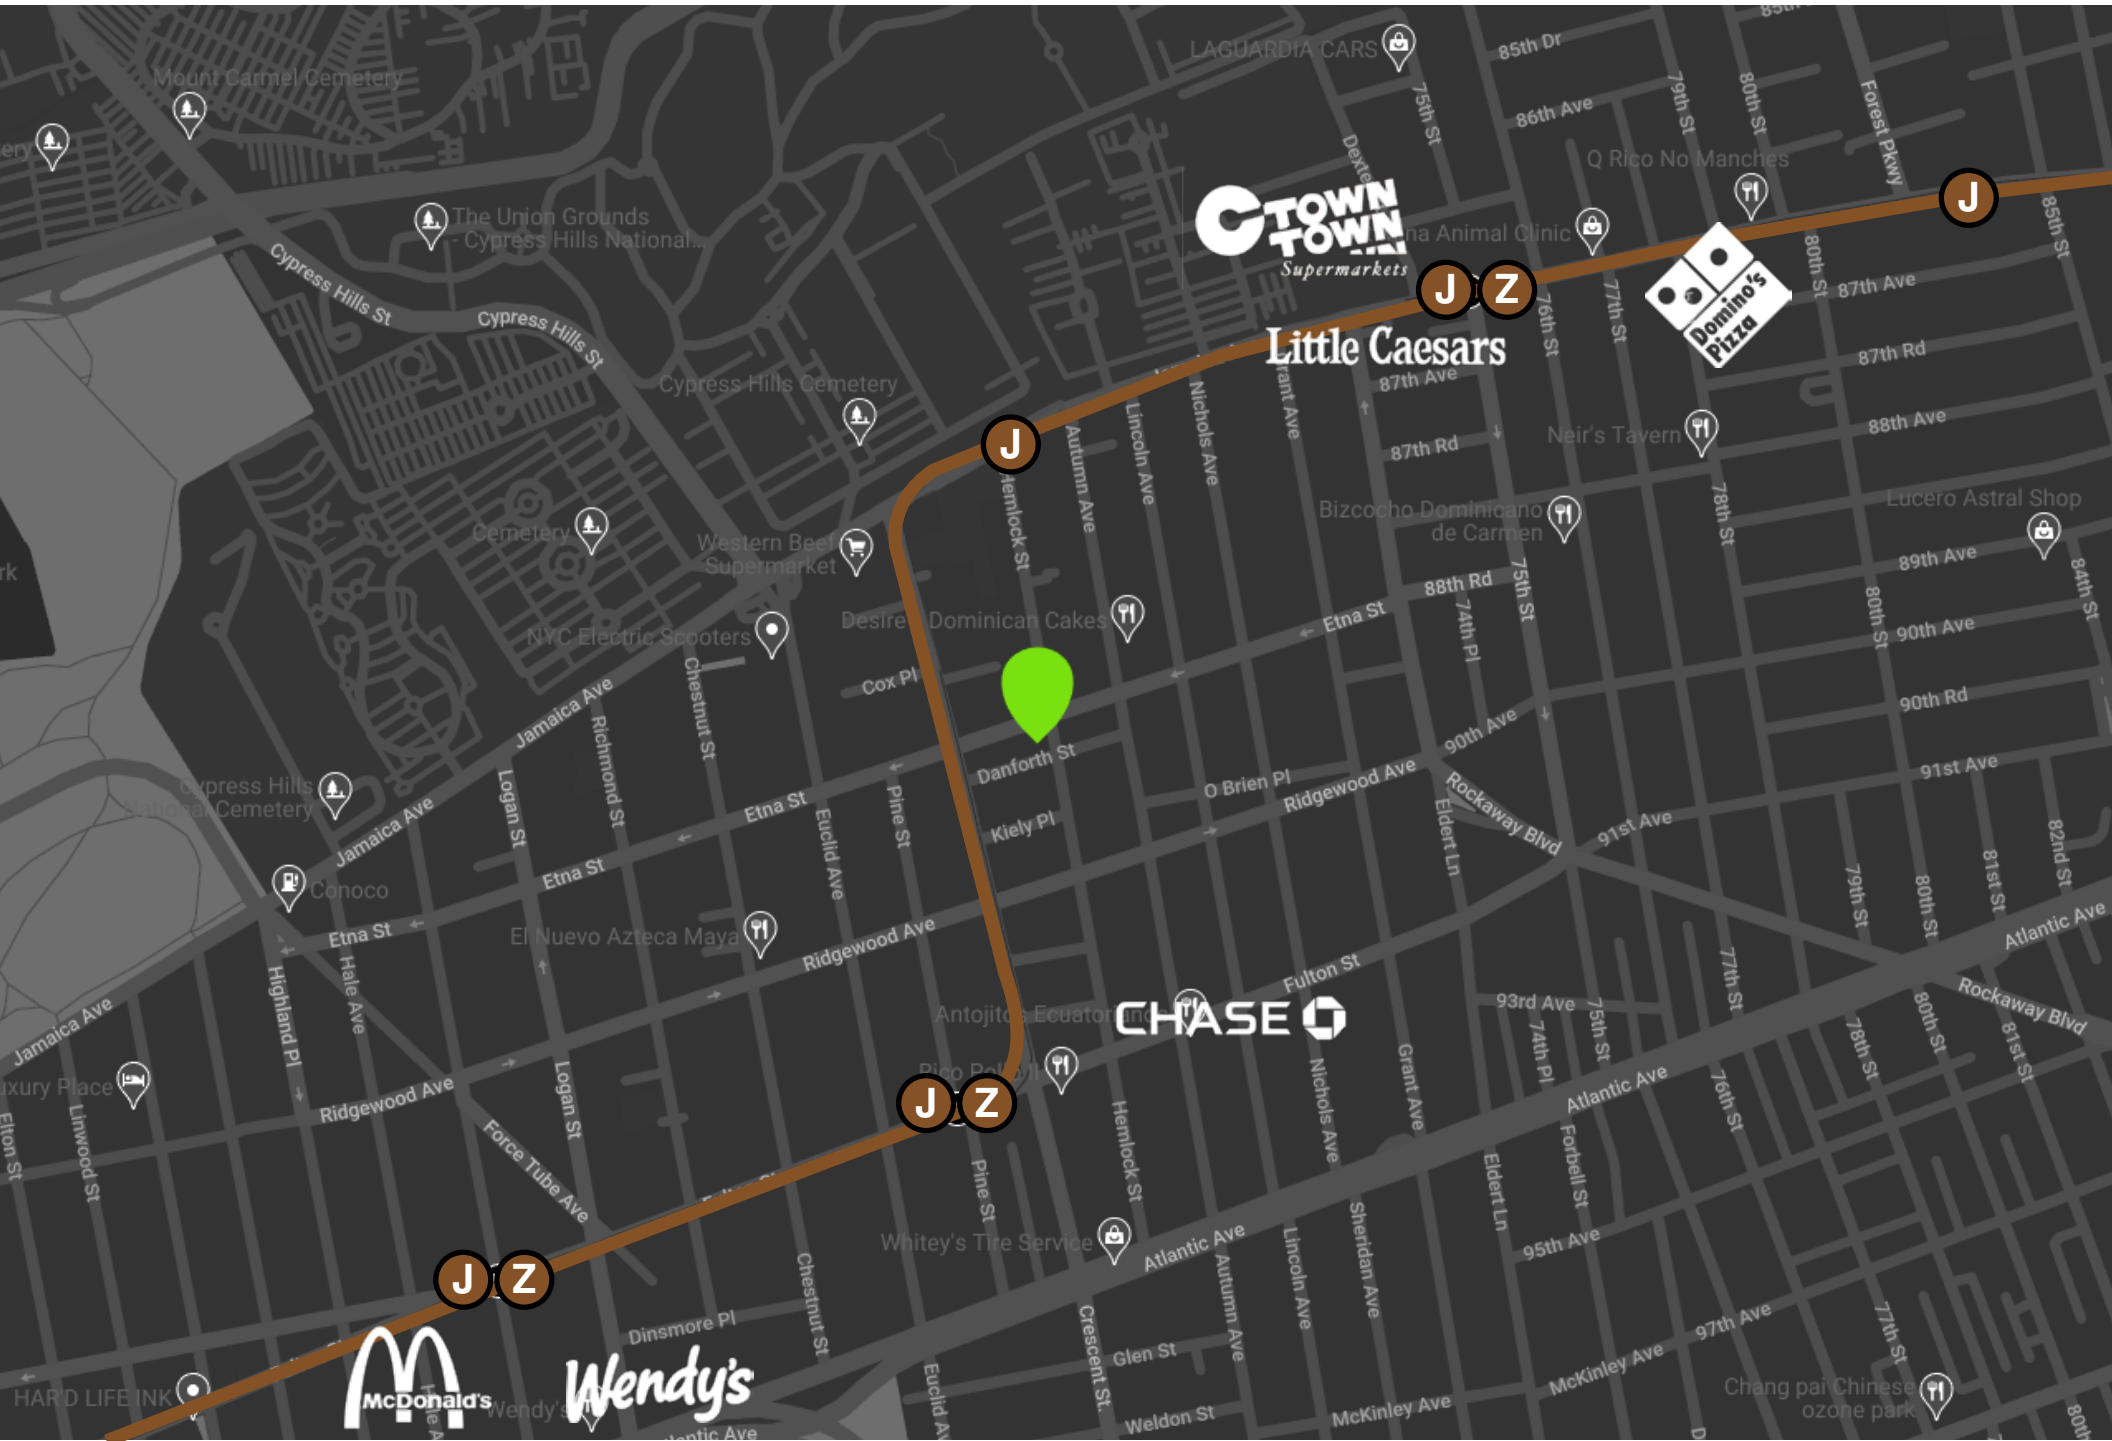 85th Dr
LAGUARDIA CARS
Mount Carmel Cemetery
75th St
79th St
80th St
Forest Pkwy
86th Ave
Q Rico No Manches
J
The Union Grounds
- Cypress Hills National...
C TOWN
TOWN
Supermarkets
Animal Clinic
85th St
Cypress Hills St
J Z
Domino's
Pizza
80th St
87th Ave
76th St
77th St
Cypress Hills St
Little Caesars
87th Rd
Cypress Hills Cemetery
87th Ave
Nichols Ave
Lincoln Ave
Autumn Ave
88th Ave
J
87th Rd
Neir's Tavern
Hemlock St
78th St
Lucero Astral Shop
Bizcocho Dominicano
de Carmen
Cemetery
Western Beef
Supermarket
89th Ave
84th St
75th St
88th Rd
80th St
Dominican Cakes
Etna St
74th Pl
90th Ave
NYC Electric Scooters
Cox Pl
Chestnut St
Jamaica Ave
90th Rd
Richmond St
90th Ave
Danforth St
91st Ave
Cypress Hills
National Cemetery
Logan St
O Brien Pl
Ridgewood Ave
Rockaway Blvd
Etna St
Pine St
Euclid Ave
Kiely Pl
Eldert Ln
91st Ave
82nd St
Jamaica Ave
Etna St
Conoco
79th St
80th St
81st St
Atlantic Ave
El Nuevo Azteca Maya
Ridgewood Ave
Etna St
Hale Ave
Highland Pl
Fulton St
77th St
93rd Ave
75th St
Rockaway Blvd
CHASE
80th St
81st St
78th St
74th Pl
Jamaica Ave
Grant Ave
Nichols Ave
Atlantic Ave
76th St
Ridgewood Ave
Logan St
J Z
Linwood St
Elton St
Force Tube Ave
Hemlock St
Forbell St
Eldert Ln
Pine St
Whitey's Tire Service
Atlantic Ave
95th Ave
Sheridan Ave
Lincoln Ave
Autumn Ave
J Z
Chestnut St
Dinsmore Pl
Crescent St.
97th Ave
77th St
Glen St
McKinley Ave
McDonald's
Wendy's
HAR'D LIFE INK
Euclid
Chang pai Chinese
ozone park
McKinley Ave
Weldon St
80th